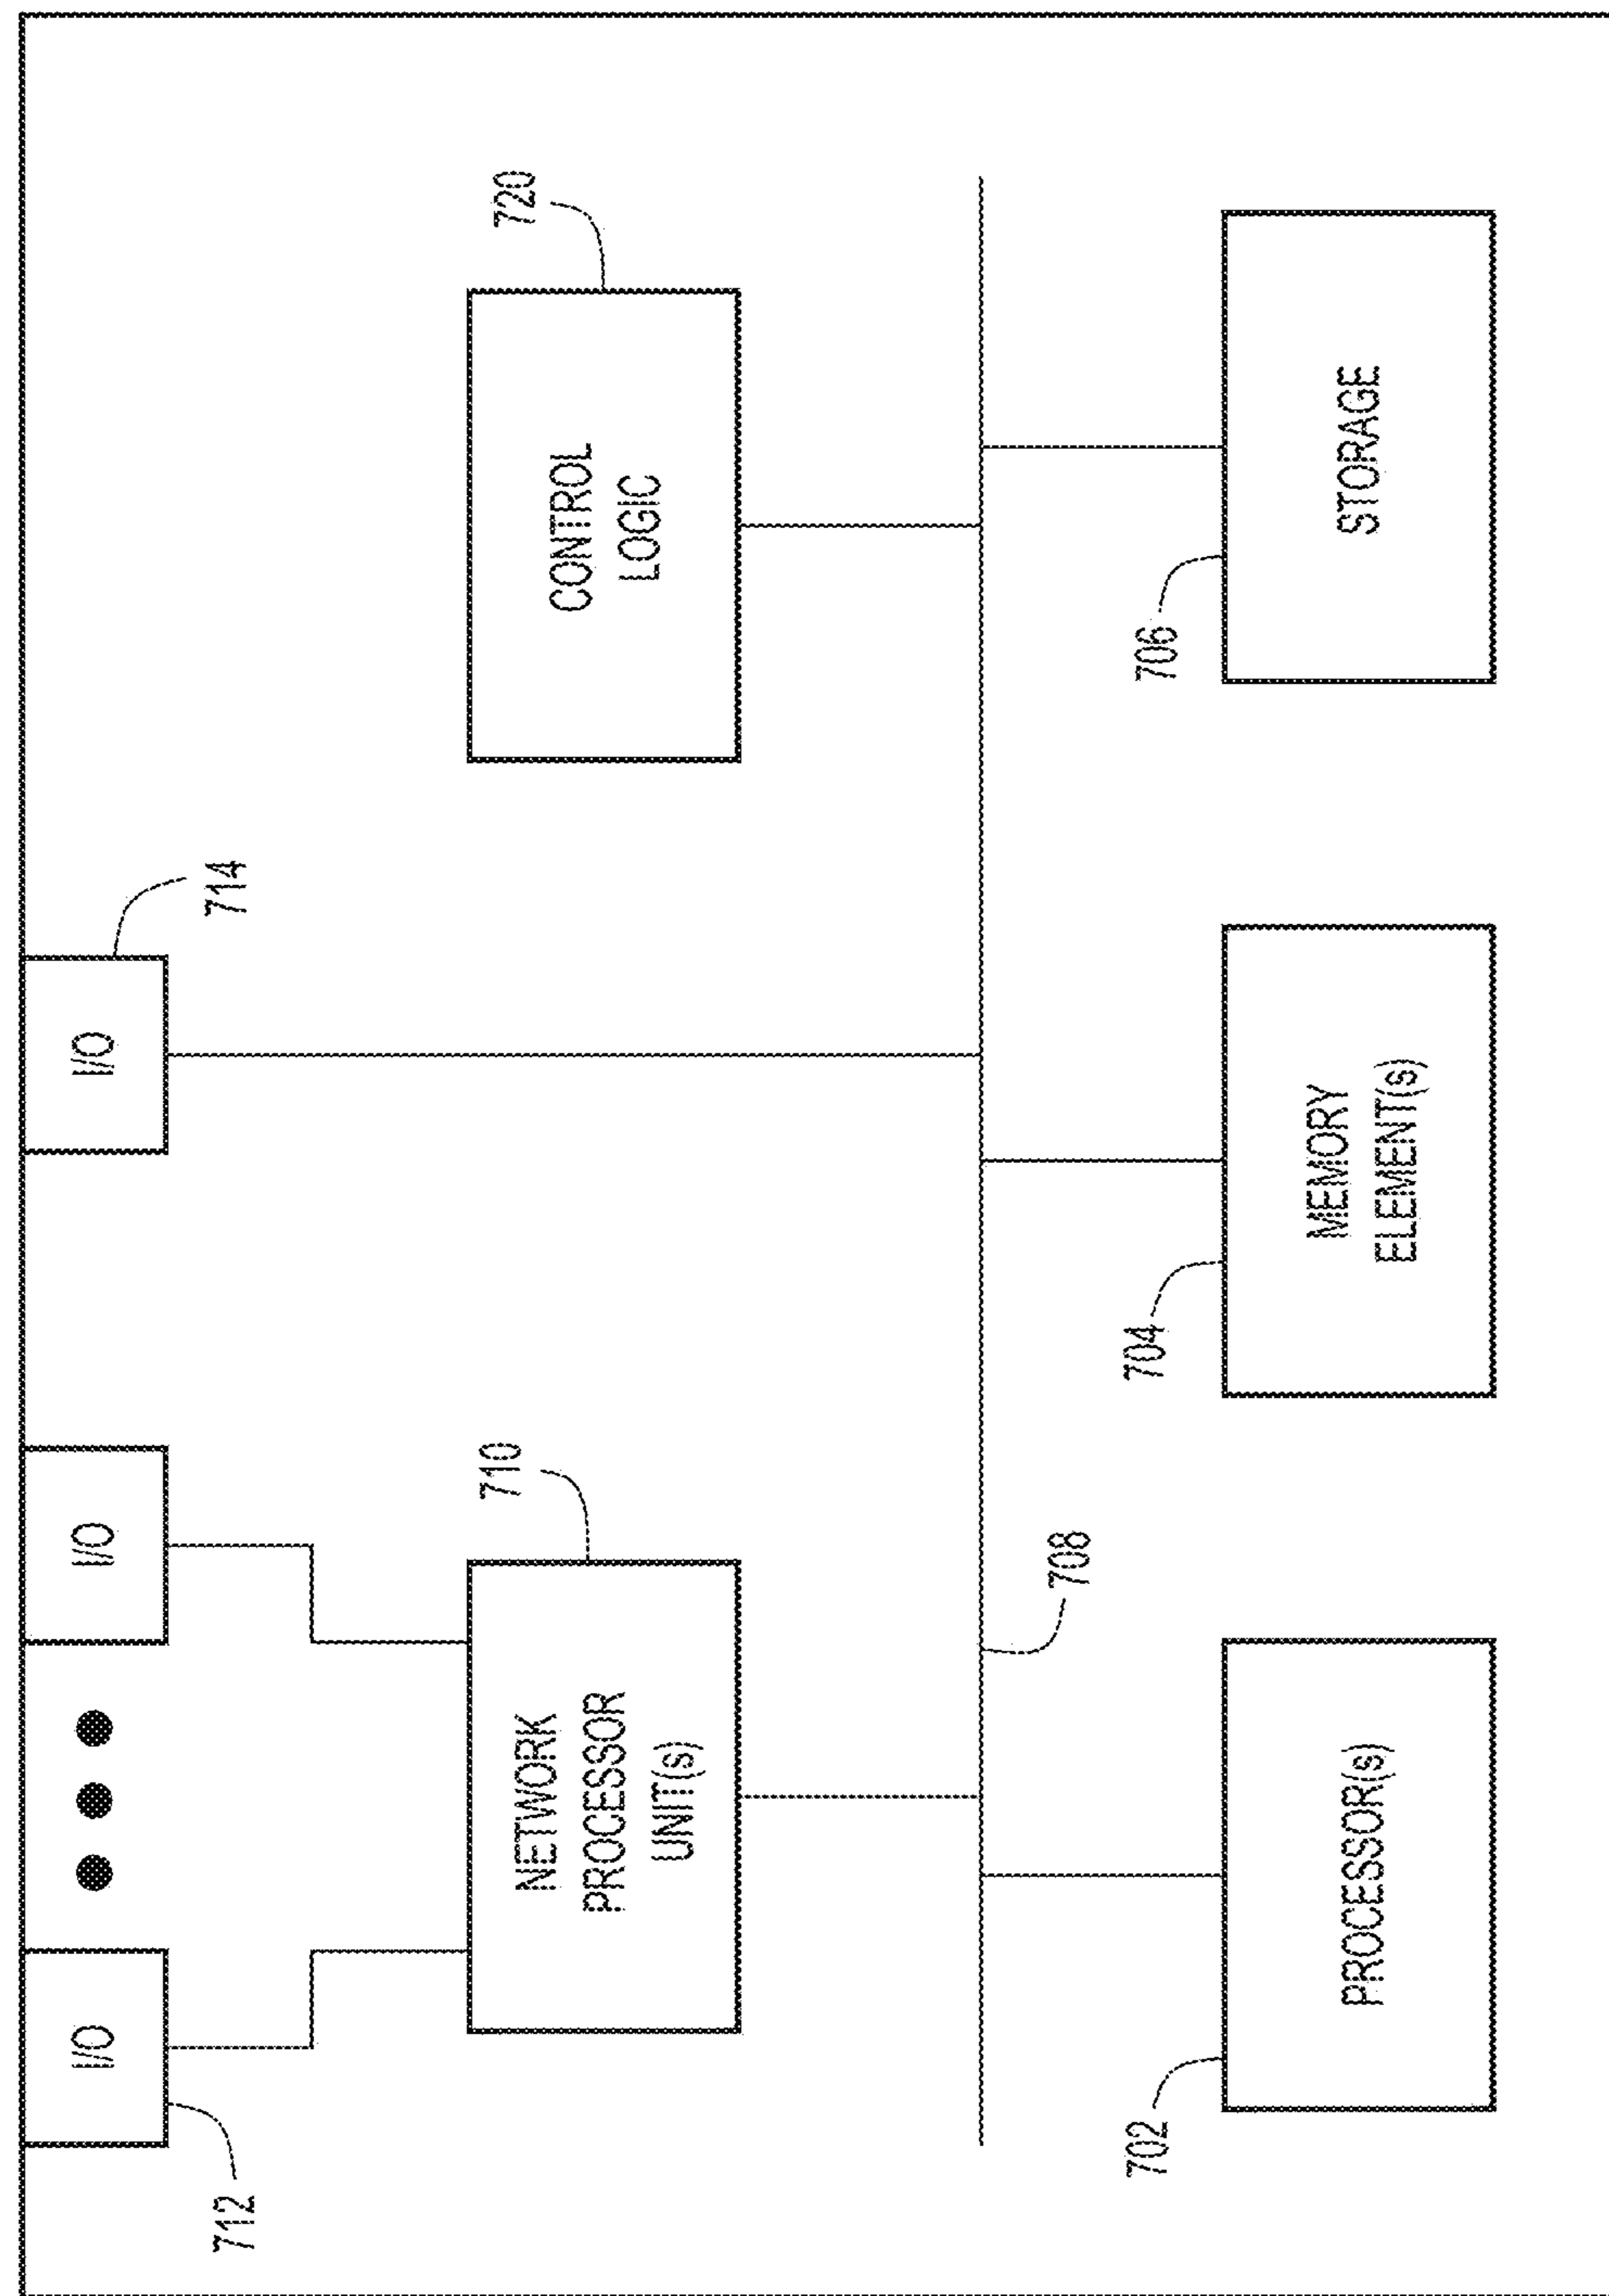 I/O
I/O
I/O
712
714
710
720
NETWORK
PROCESSOR
UNIT(s)
CONTROL
LOGIC
708
702
704
706
PROCESSOR(s)
MEMORY
ELEMENT(s)
STORAGE